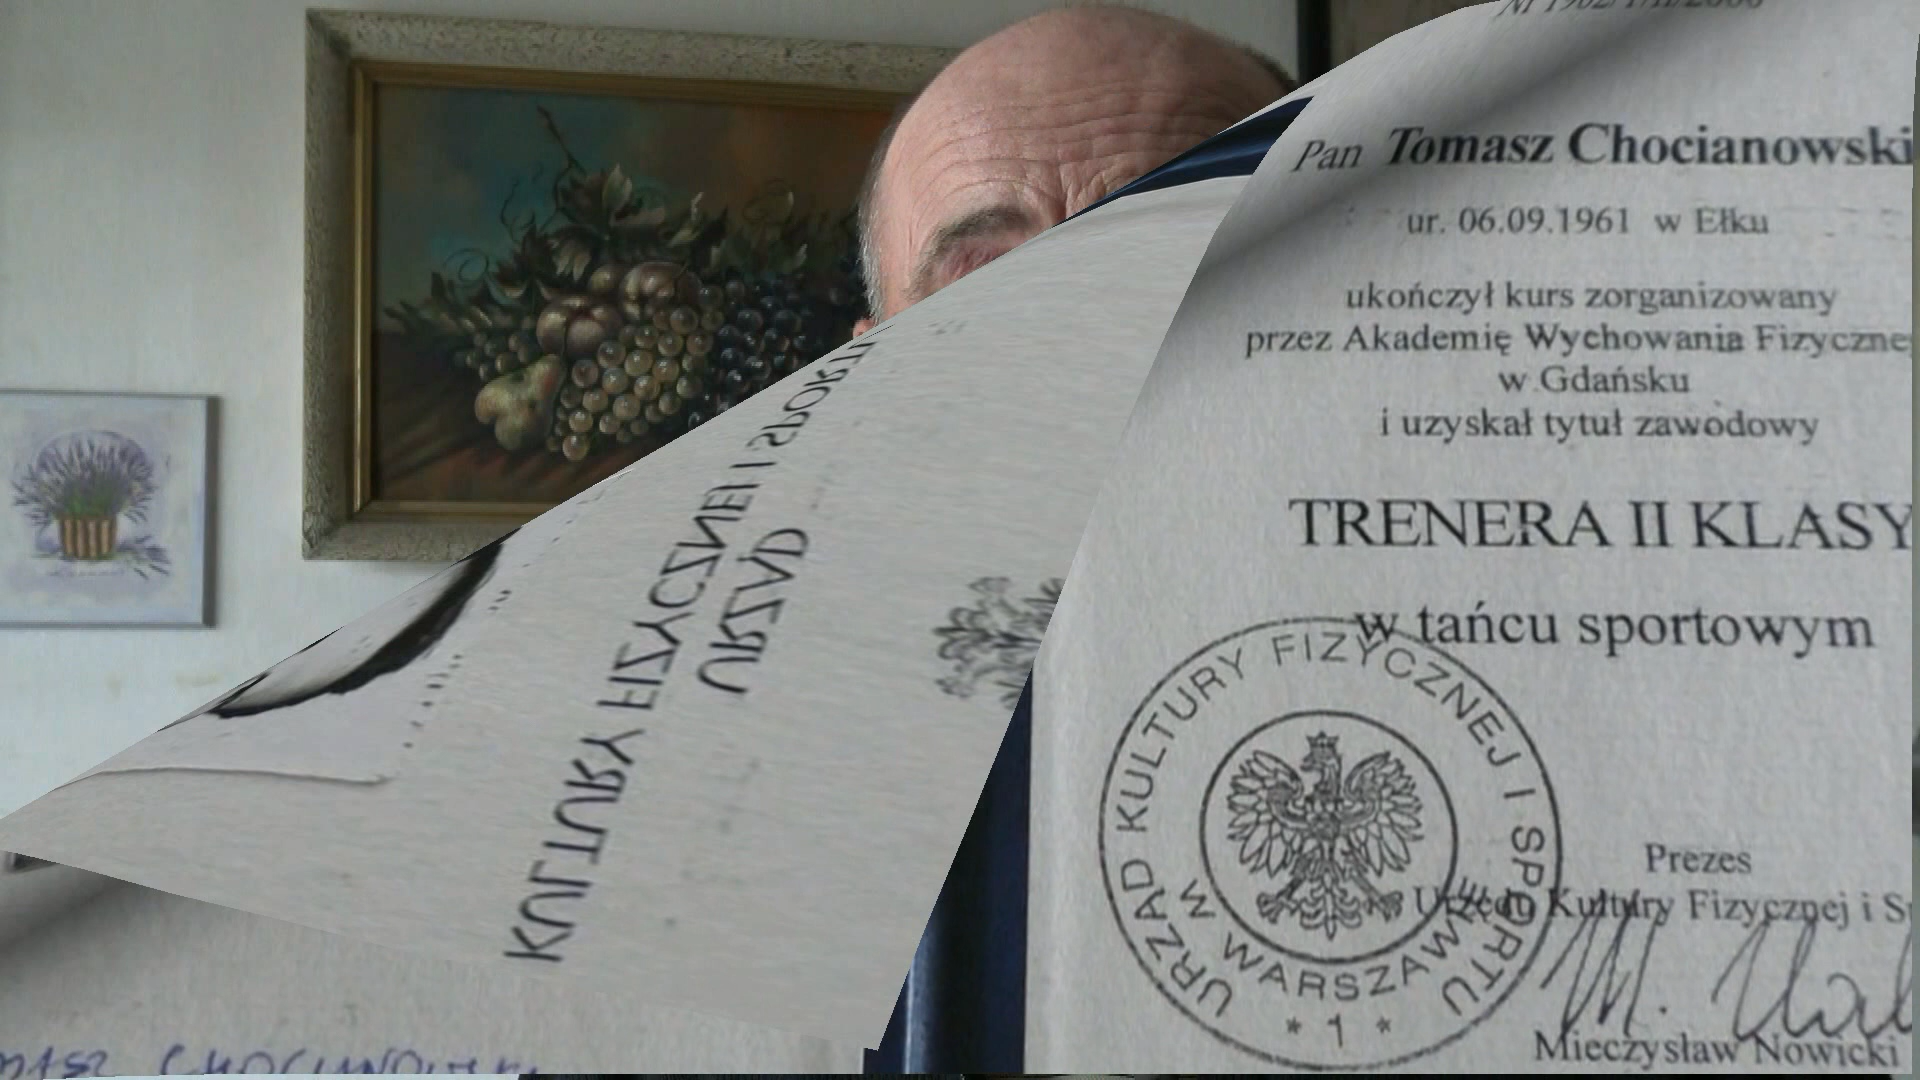 Pan Tomasz Chocianowski
ur. 06.09.1961 w Ełku
ukończył kurs zorganizowany
przez Akademię Wychowania Fizycznej
w Gdańsku
i uzyskał tytuł zawodowy
TRENERA II KLASY
w tańcu sportowym
URZĄD KULTURY FIZYCZNEJ I SPORTU
W WARSZAWIE
* 1 *
Prezes
Urzędu Kultury Fizycznej i S
Mieczysław Nowicki
URZĄD
KULTURY FIZYCZNEJ I SPORTU
CHOCIANOWSKI